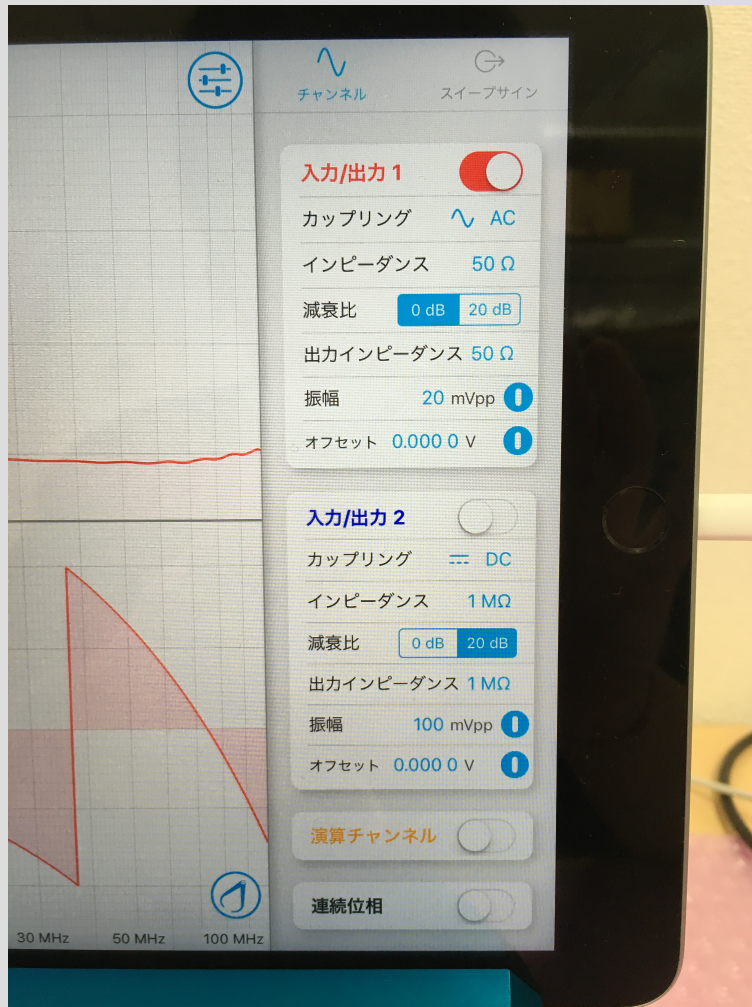 チャンネル
スイープサイン
入力/出力 1
カップリング AC
インピーダンス 50 Ω
減衰比 0 dB 20 dB
出力インピーダンス 50 Ω
振幅 20 mVpp
オフセット 0.000 0 V
入力/出力 2
カップリング DC
インピーダンス 1 MΩ
減衰比 0 dB 20 dB
出力インピーダンス 1 MΩ
振幅 100 mVpp
オフセット 0.000 0 V
演算チャンネル
連続位相
30 MHz 50 MHz 100 MHz